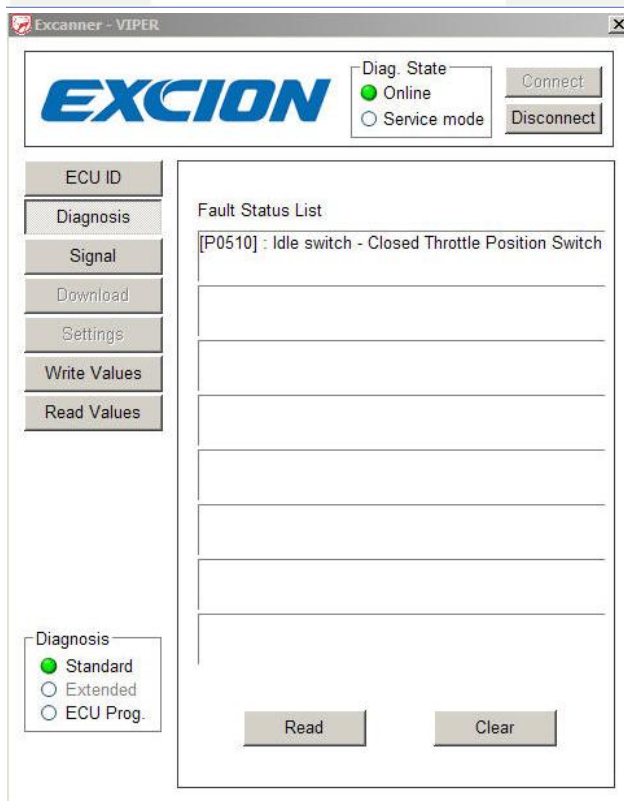 Excanner - VIPER
EXCION
Diag. State
Online
Service mode
Connect
Disconnect
ECU ID
Diagnosis
Signal
Download
Settings
Write Values
Read Values
Fault Status List
[P0510] : Idle switch - Closed Throttle Position Switch
Diagnosis
Standard
Extended
ECU Prog.
Read
Clear